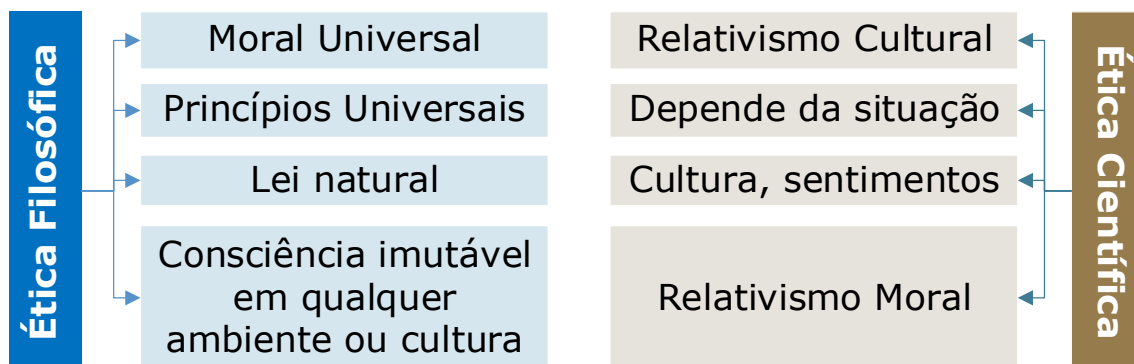 Ética Filosófica
Moral Universal
Princípios Universais
Lei natural
Consciência imutável
em qualquer
ambiente ou cultura
Relativismo Cultural
Depende da situação
Cultura, sentimentos
Relativismo Moral
Ética Científica